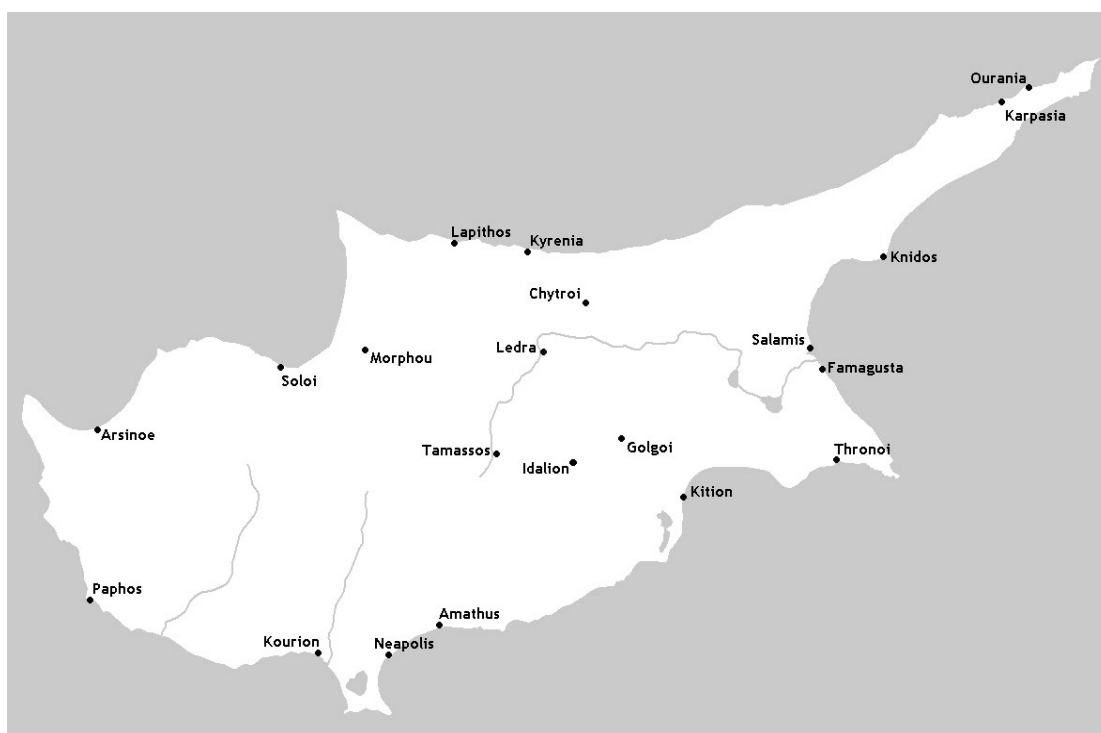 Ourania
Karpasia
Lapithos
Kyrenia
Knidos
Chytroi
Salamis
Ledra
Morphou
Famagusta
Soloi
Arsinoe
Golgoi
Tamassos
Thronoi
Idalion
Kition
Paphos
Amathus
Kourion
Neapolis